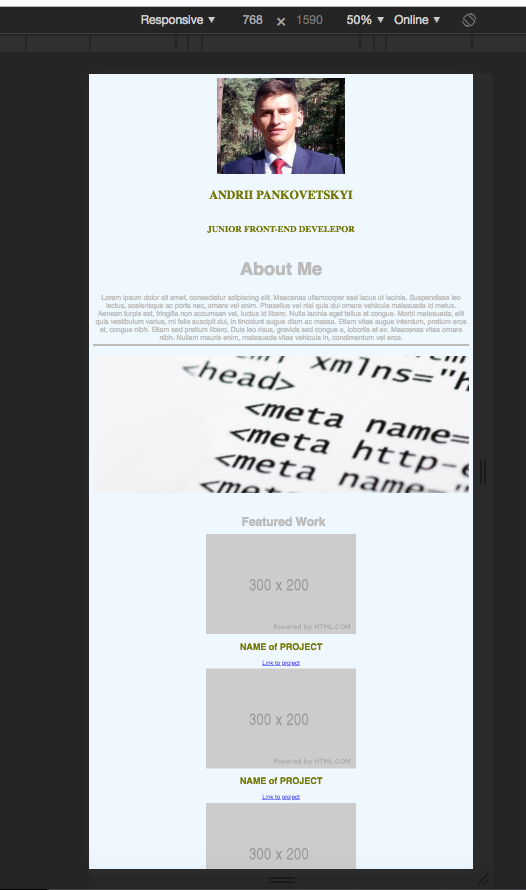 Responsive ▼ 768 × 1590 50% ▼ Online ▼
ANDRII PANKOVETSKYI
JUNIOR FRONT-END DEVELEPOR
About Me
Lorem ipsum dolor sit amet, consectetur adipiscing elit. Maecenas ullamcorper sed lacus ut lacinia. Suspendisse leo
lectus, scelerisque ac porta nec, ornare vel enim. Phasellus vel nisl quis dui ornare vehicula malesuada id metus.
Aenean turpis est, fringilla non accumsan vel, luctus id libero. Nulla lacinia eget tellus et congue. Morbi malesuada, elit
quis vestibulum varius, mi felis suscipit dui, in tincidunt augue diam ac massa. Etiam vitae augue interdum, pretium eros
et, congue nibh. Etiam sed pretium libero. Duis leo risus, gravida sed congue a, lobortis et ex. Maecenas vitae ornare
nibh. Nullam mauris enim, malesuada vitae vehicula in, condimentum vel eros.
xmlns="h
<head>
<meta name=
<meta http-e
<meta name="
<me
Featured Work
300 x 200
Powered by HTML.COM
NAME of PROJECT
Link to project
300 x 200
Powered by HTML.COM
NAME of PROJECT
Link to project
300 x 200